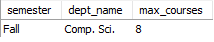 semester dept_name max_courses
Fall Comp. Sci. 8